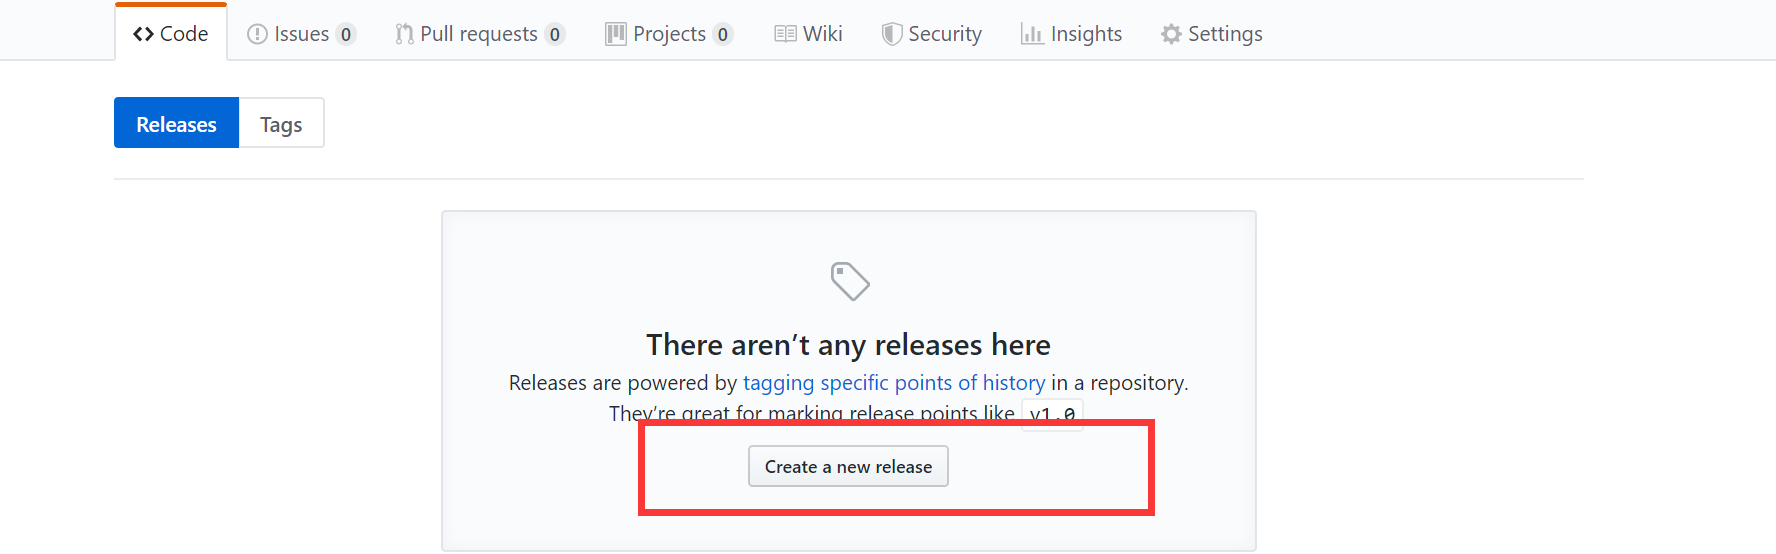 Code Issues 0 Pull requests 0 Projects 0 Wiki Security Insights Settings
Releases Tags
There aren’t any releases here
Releases are powered by tagging specific points of history in a repository.
They’re great for marking release points like v1.0
Create a new release